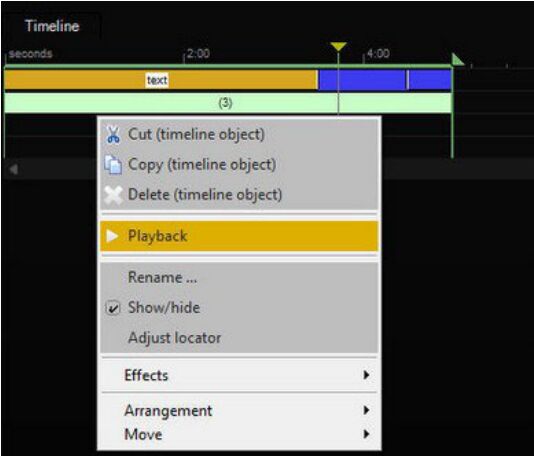 Timeline
seconds 2:00 4:00
text
(3)
Cut (timeline object)
Copy (timeline object)
Delete (timeline object)
Playback
Rename ...
Show/hide
Adjust locator
Effects
Arrangement
Move